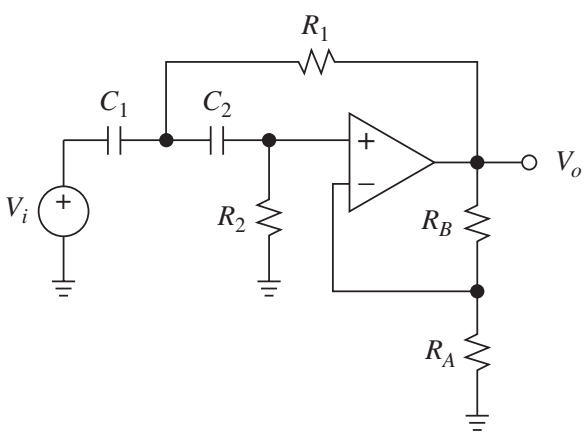 R1
C1
C2
+
Vo
−
+
Vi
R2
RB
RA